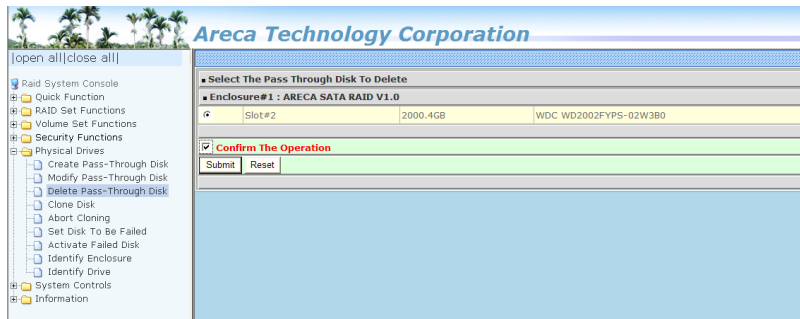 Areca Technology Corporation
|open all|close all|
Raid System Console
Quick Function
RAID Set Functions
Volume Set Functions
Security Functions
Physical Drives
Create Pass-Through Disk
Modify Pass-Through Disk
Delete Pass-Through Disk
Clone Disk
Abort Cloning
Set Disk To Be Failed
Activate Failed Disk
Identify Enclosure
Identify Drive
System Controls
Information
Select The Pass Through Disk To Delete
Enclosure#1 : ARECA SATA RAID V1.0
Slot#2 2000.4GB WDC WD2002FYPS-02W3B0
Confirm The Operation
Submit Reset